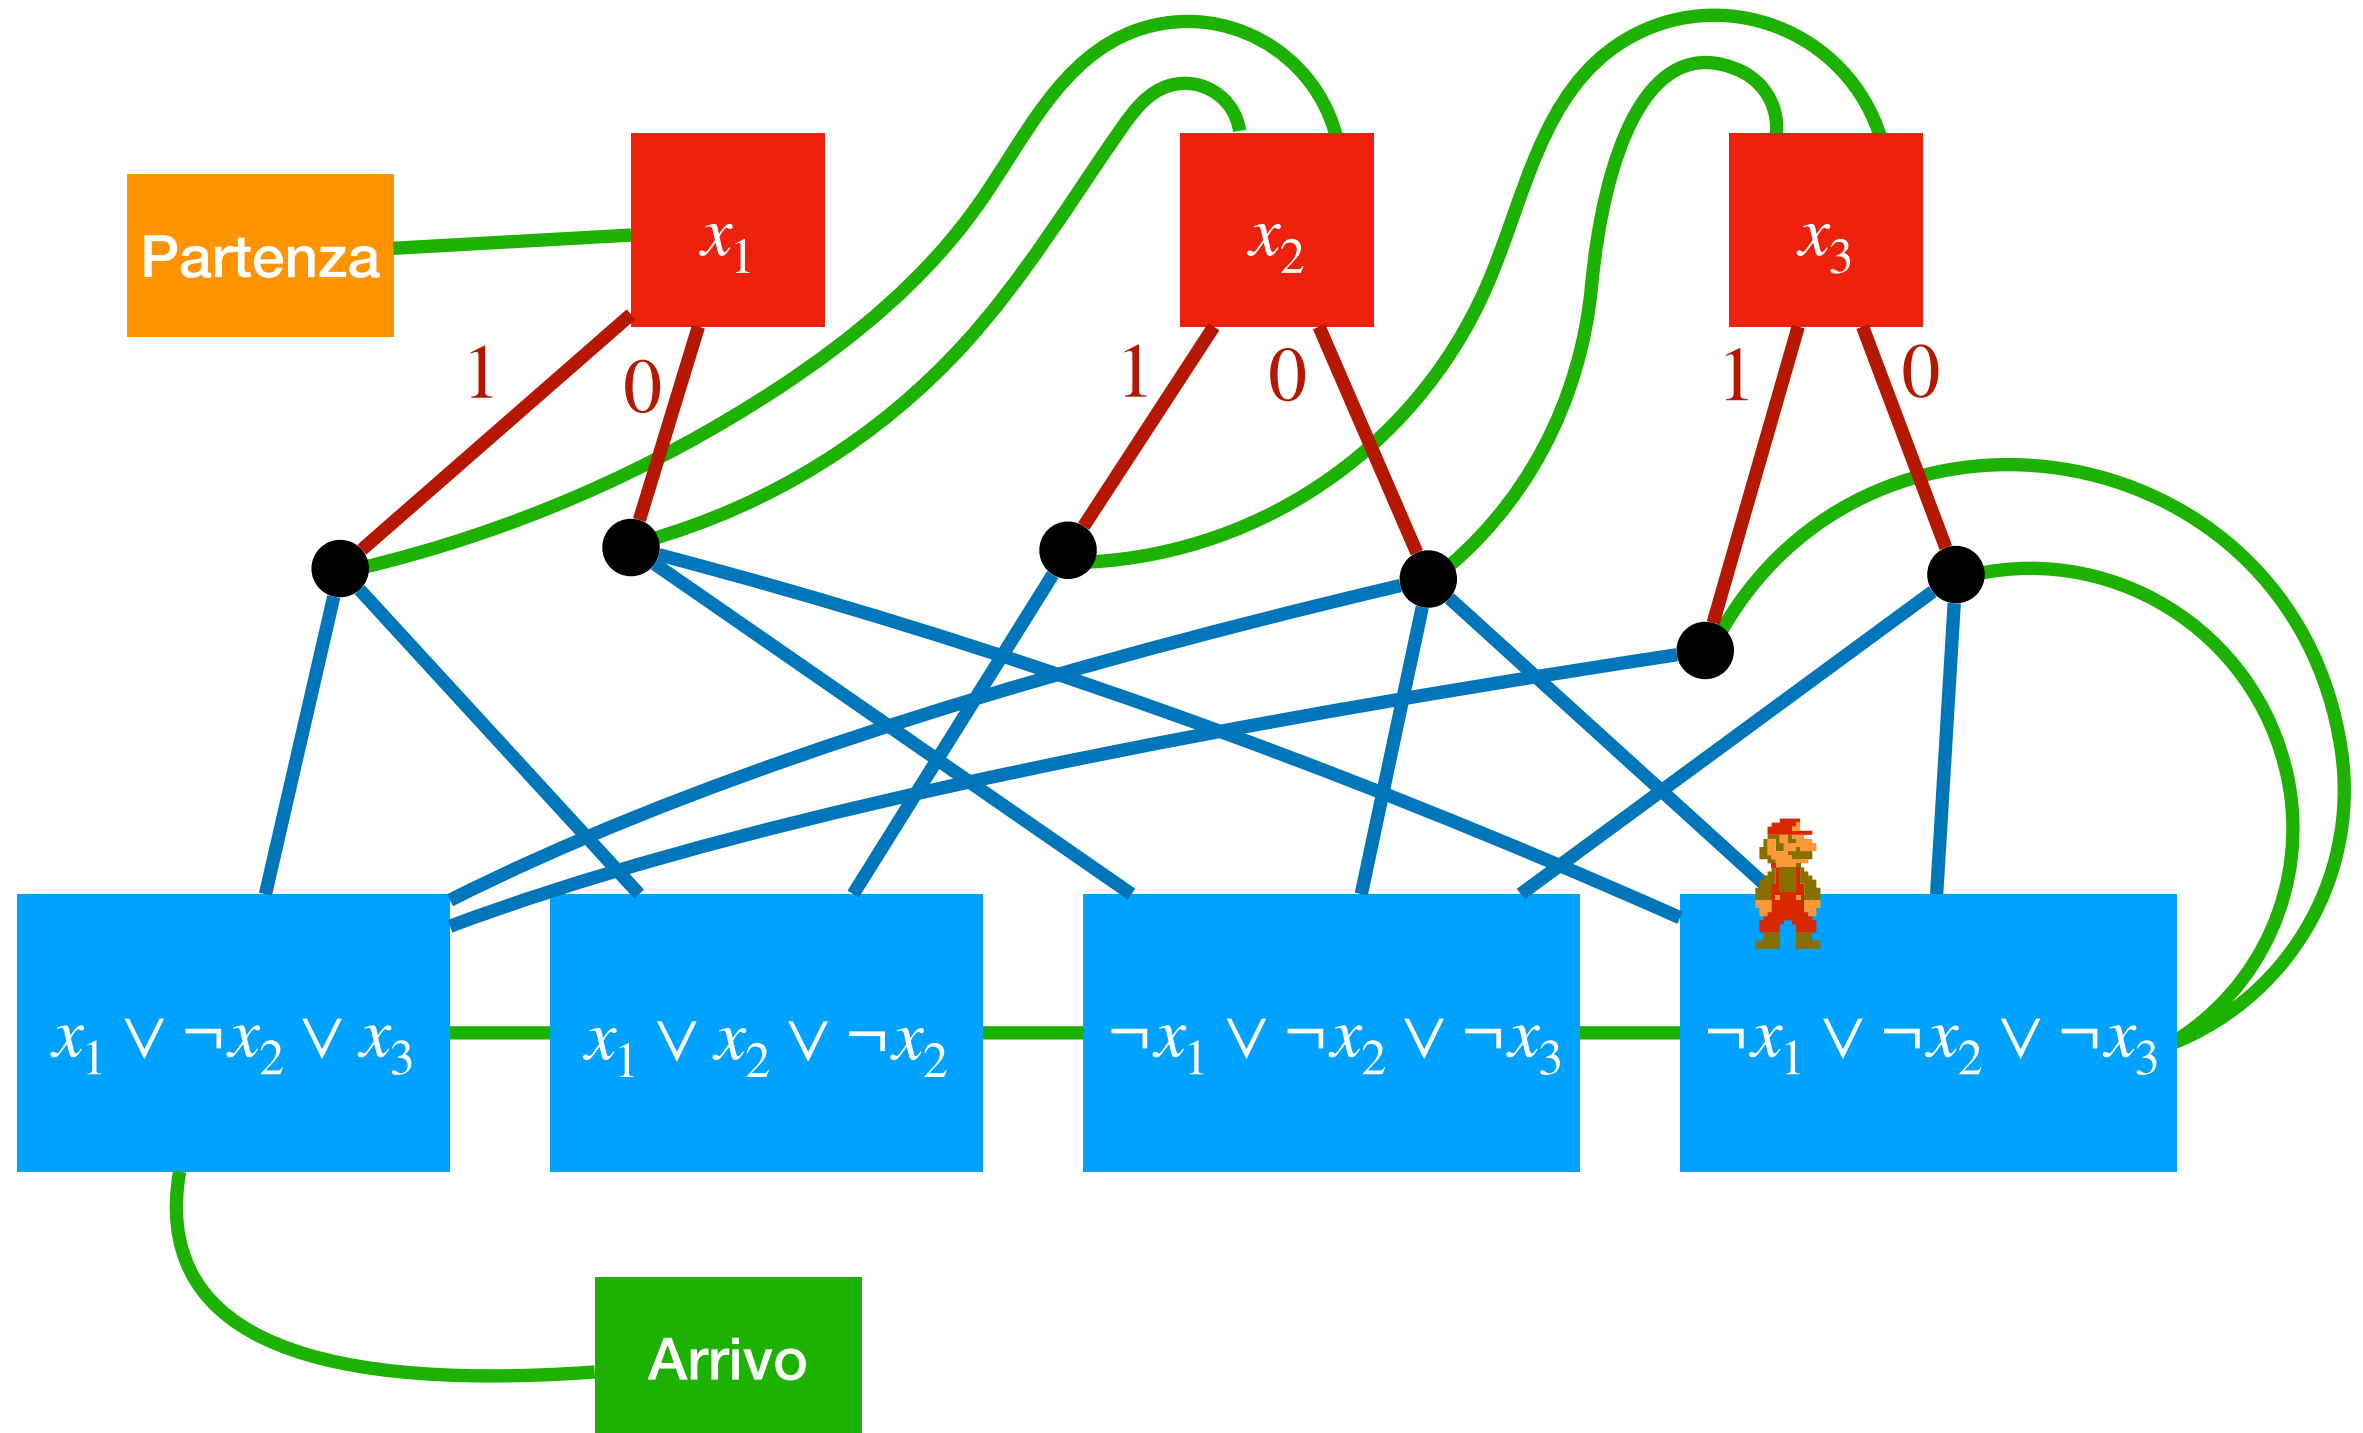 Partenza
x₁
x₂
x₃
1
0
1
0
1
0
x₁ ∨ ¬x₂ ∨ x₃
x₁ ∨ x₂ ∨ ¬x₂
¬x₁ ∨ ¬x₂ ∨ ¬x₃
¬x₁ ∨ ¬x₂ ∨ ¬x₃
Arrivo